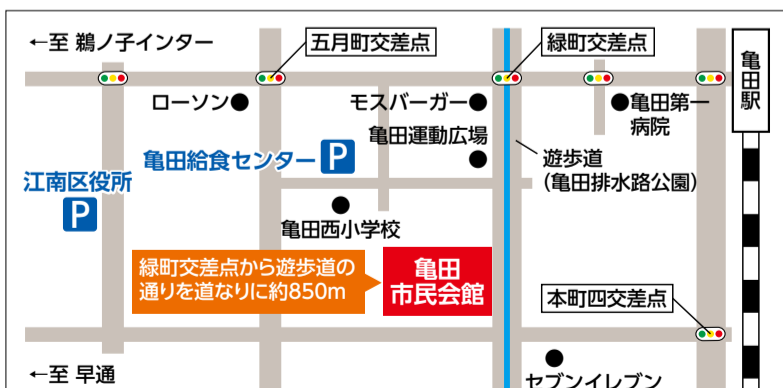 ←至 鵜ノ子インター
五月町交差点
緑町交差点
亀田駅
ローソン
モスバーガー
亀田第一
病院
亀田運動広場
亀田給食センター P
遊歩道
(亀田排水路公園)
江南区役所
P
亀田西小学校
緑町交差点から遊歩道の
通りを道なりに約850m
亀田
市民会館
本町四交差点
←至 早通
セブンイレブン